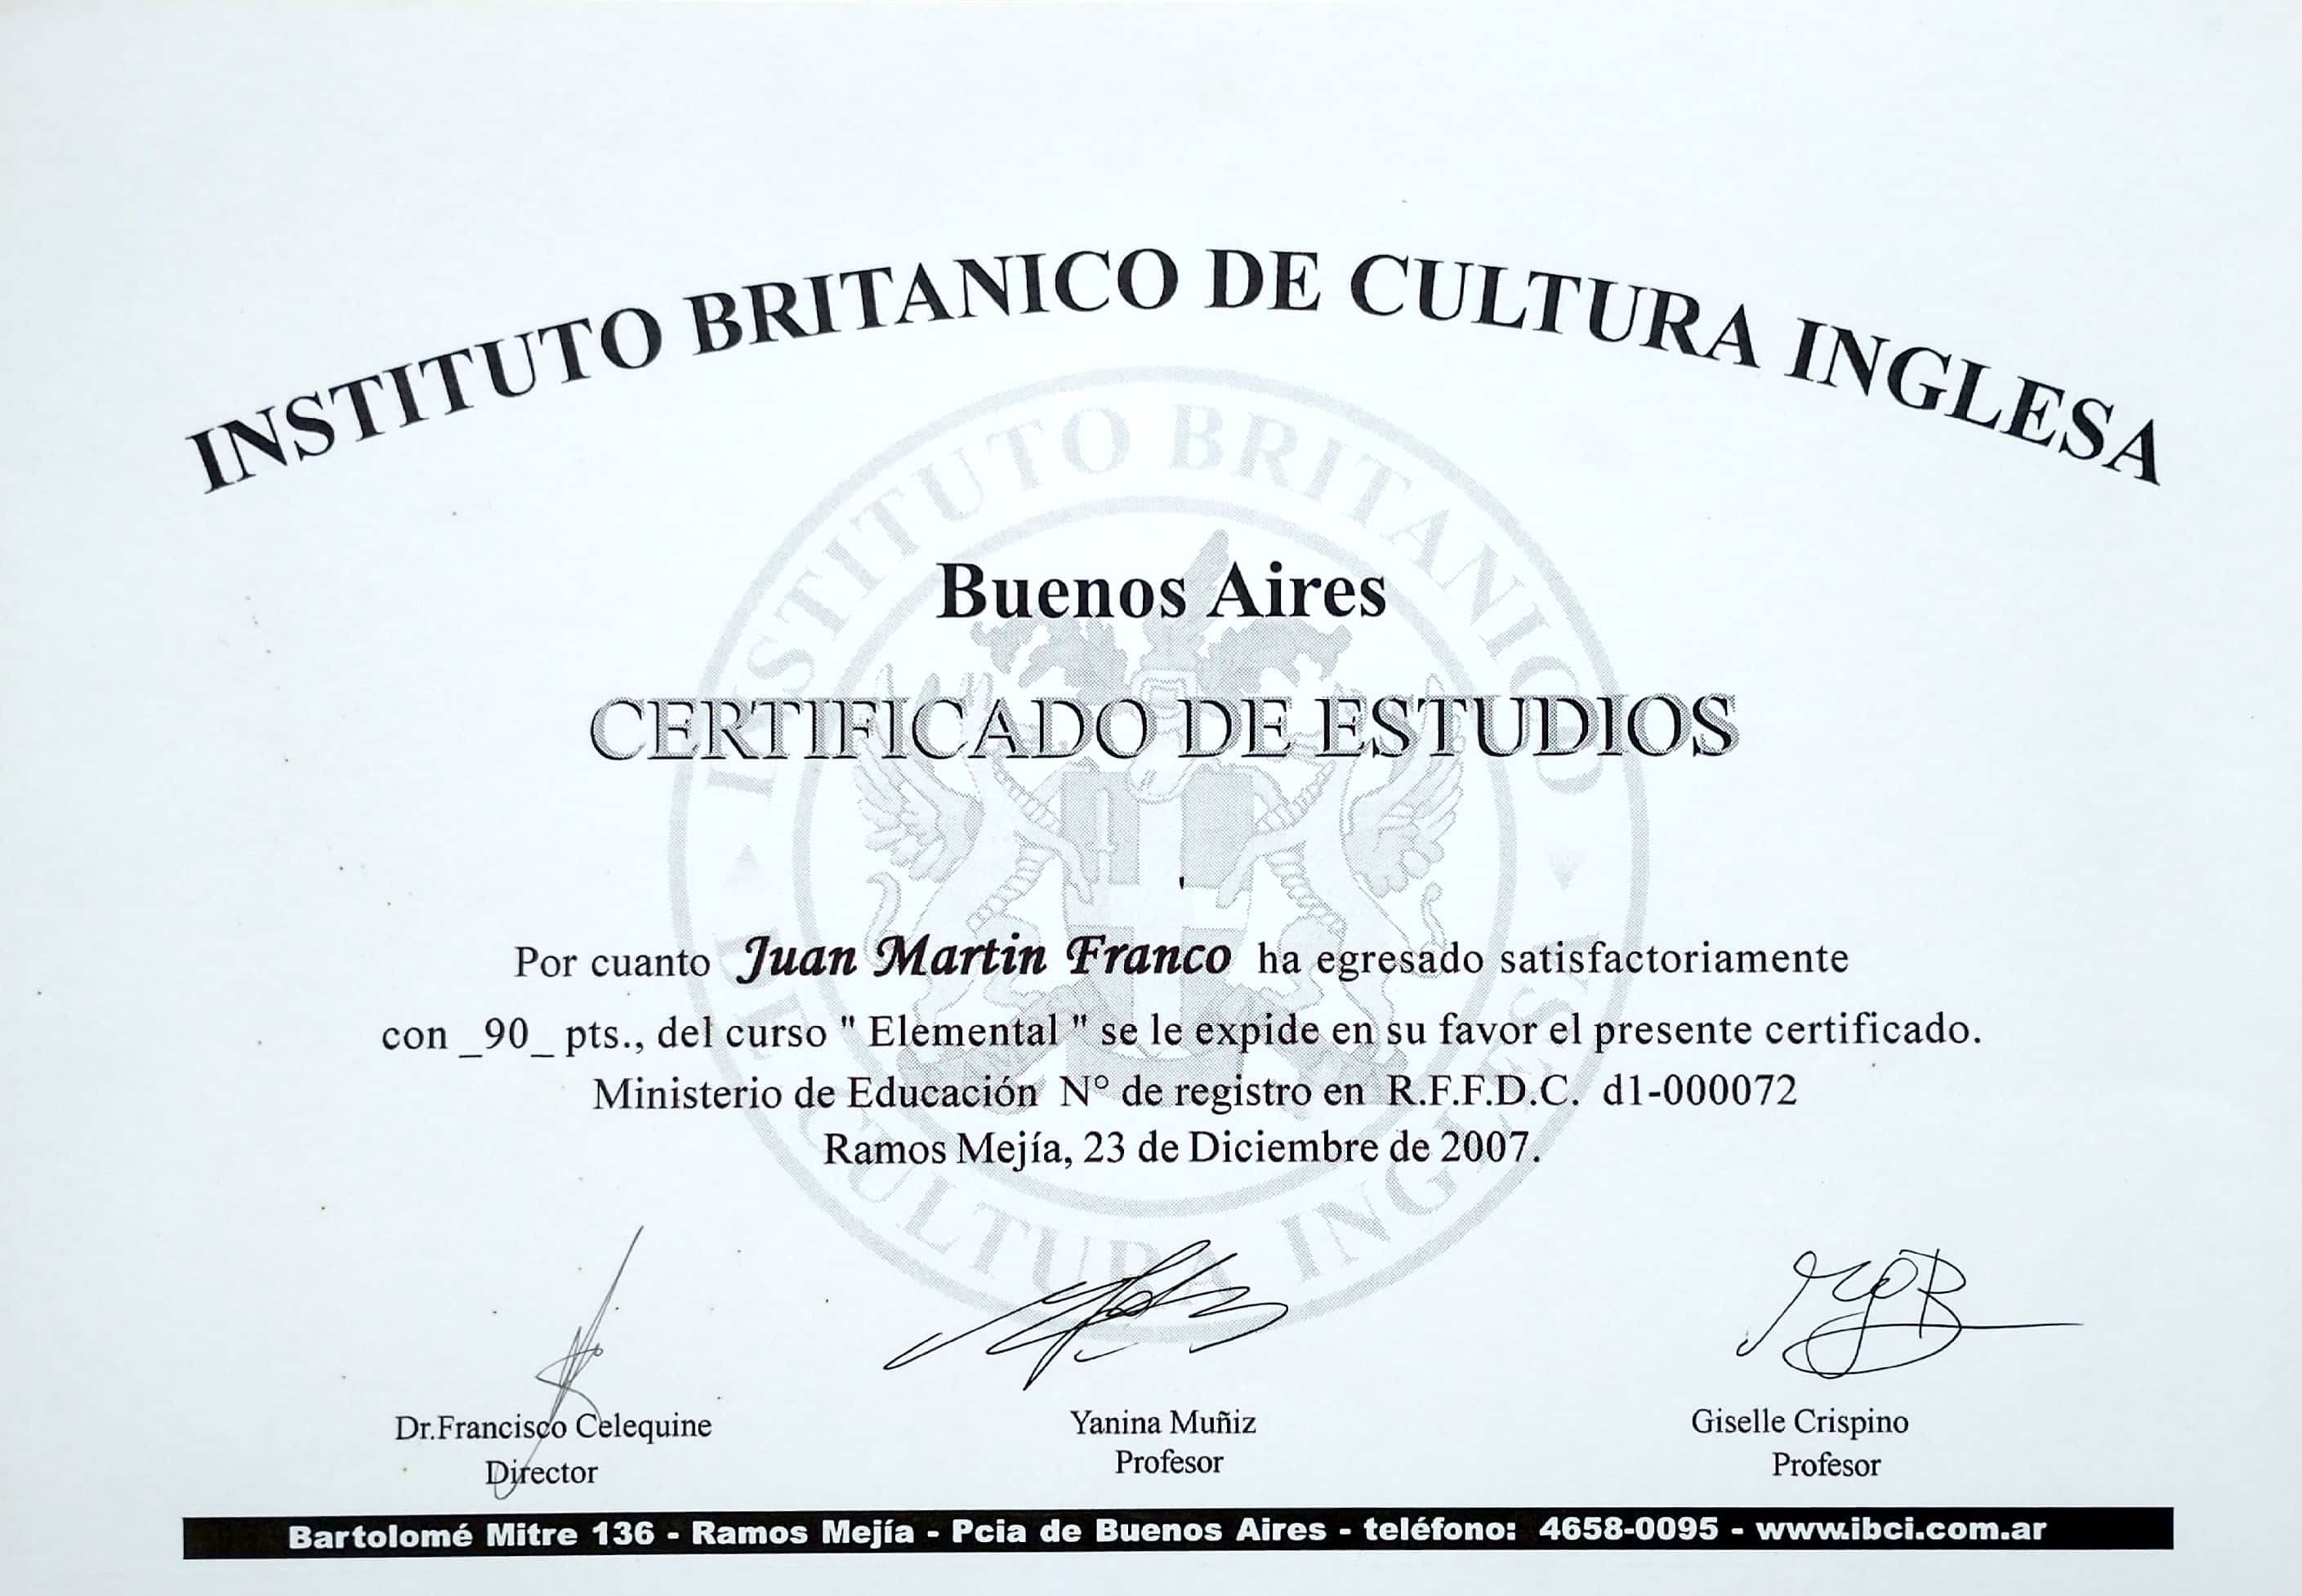 INSTITUTO BRITANICO DE CULTURA INGLESA
Buenos Aires
CERTIFICADO DE ESTUDIOS
Por cuanto Juan Martin Franco ha egresado satisfactoriamente
con _90_ pts., del curso " Elemental " se le expide en su favor el presente certificado.
Ministerio de Educación N° de registro en R.F.F.D.C. d1-000072
Ramos Mejía, 23 de Diciembre de 2007.
INSTITUTO BRITANICO
DE CULTURA INGLESA
Dr.Francisco Celequine
Director
Yanina Muñiz
Profesor
Giselle Crispino
Profesor
Bartolomé Mitre 136 - Ramos Mejía - Pcia de Buenos Aires - teléfono: 4658-0095 - www.ibci.com.ar